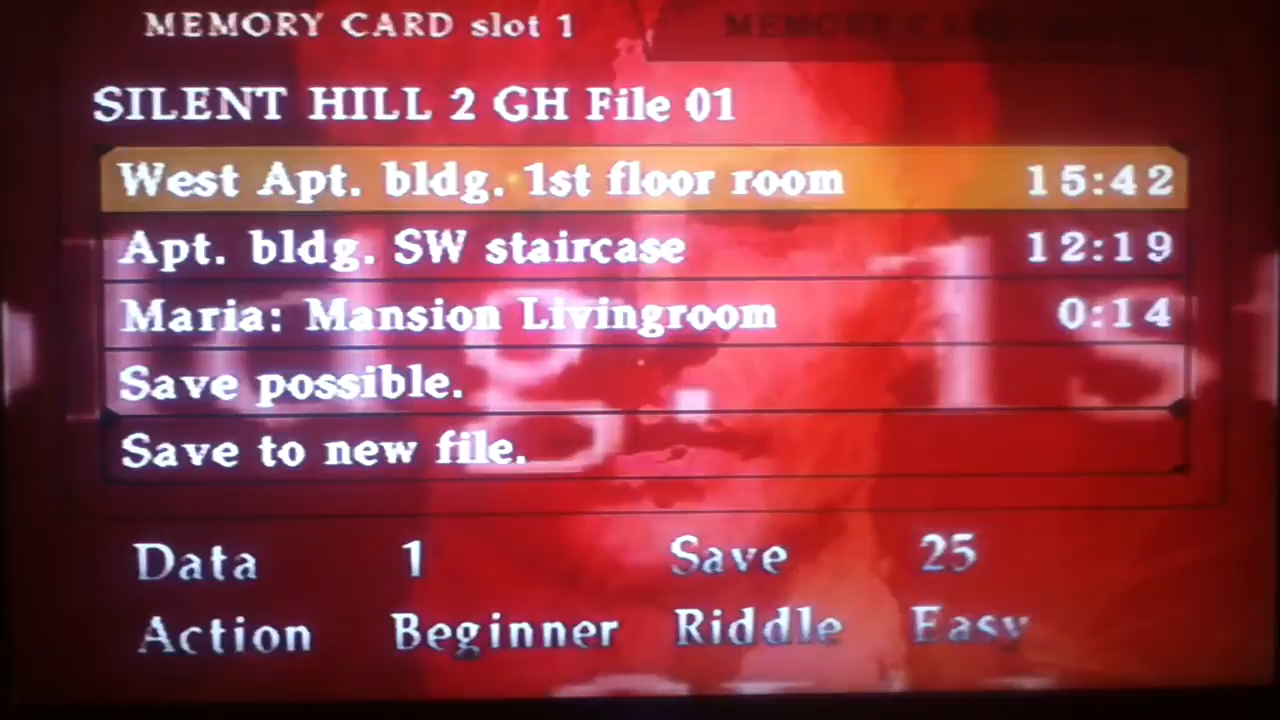 MEMORY CARD slot 1
SILENT HILL 2 GH File 01
West Apt. bldg. 1st floor room 15:42
Apt. bldg. SW staircase 12:19
Maria: Mansion Livingroom 0:14
Save possible.
Save to new file.
Data 1 Save 25
Action Beginner Riddle Easy